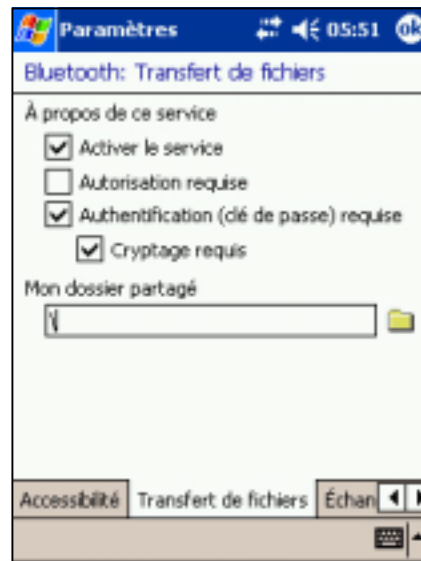 Paramètres 05:51 ok
Bluetooth: Transfert de fichiers
À propos de ce service
Activer le service
Autorisation requise
Authentification (clé de passe) requise
Cryptage requis
Mon dossier partagé
\
Accessibilité Transfert de fichiers Échan